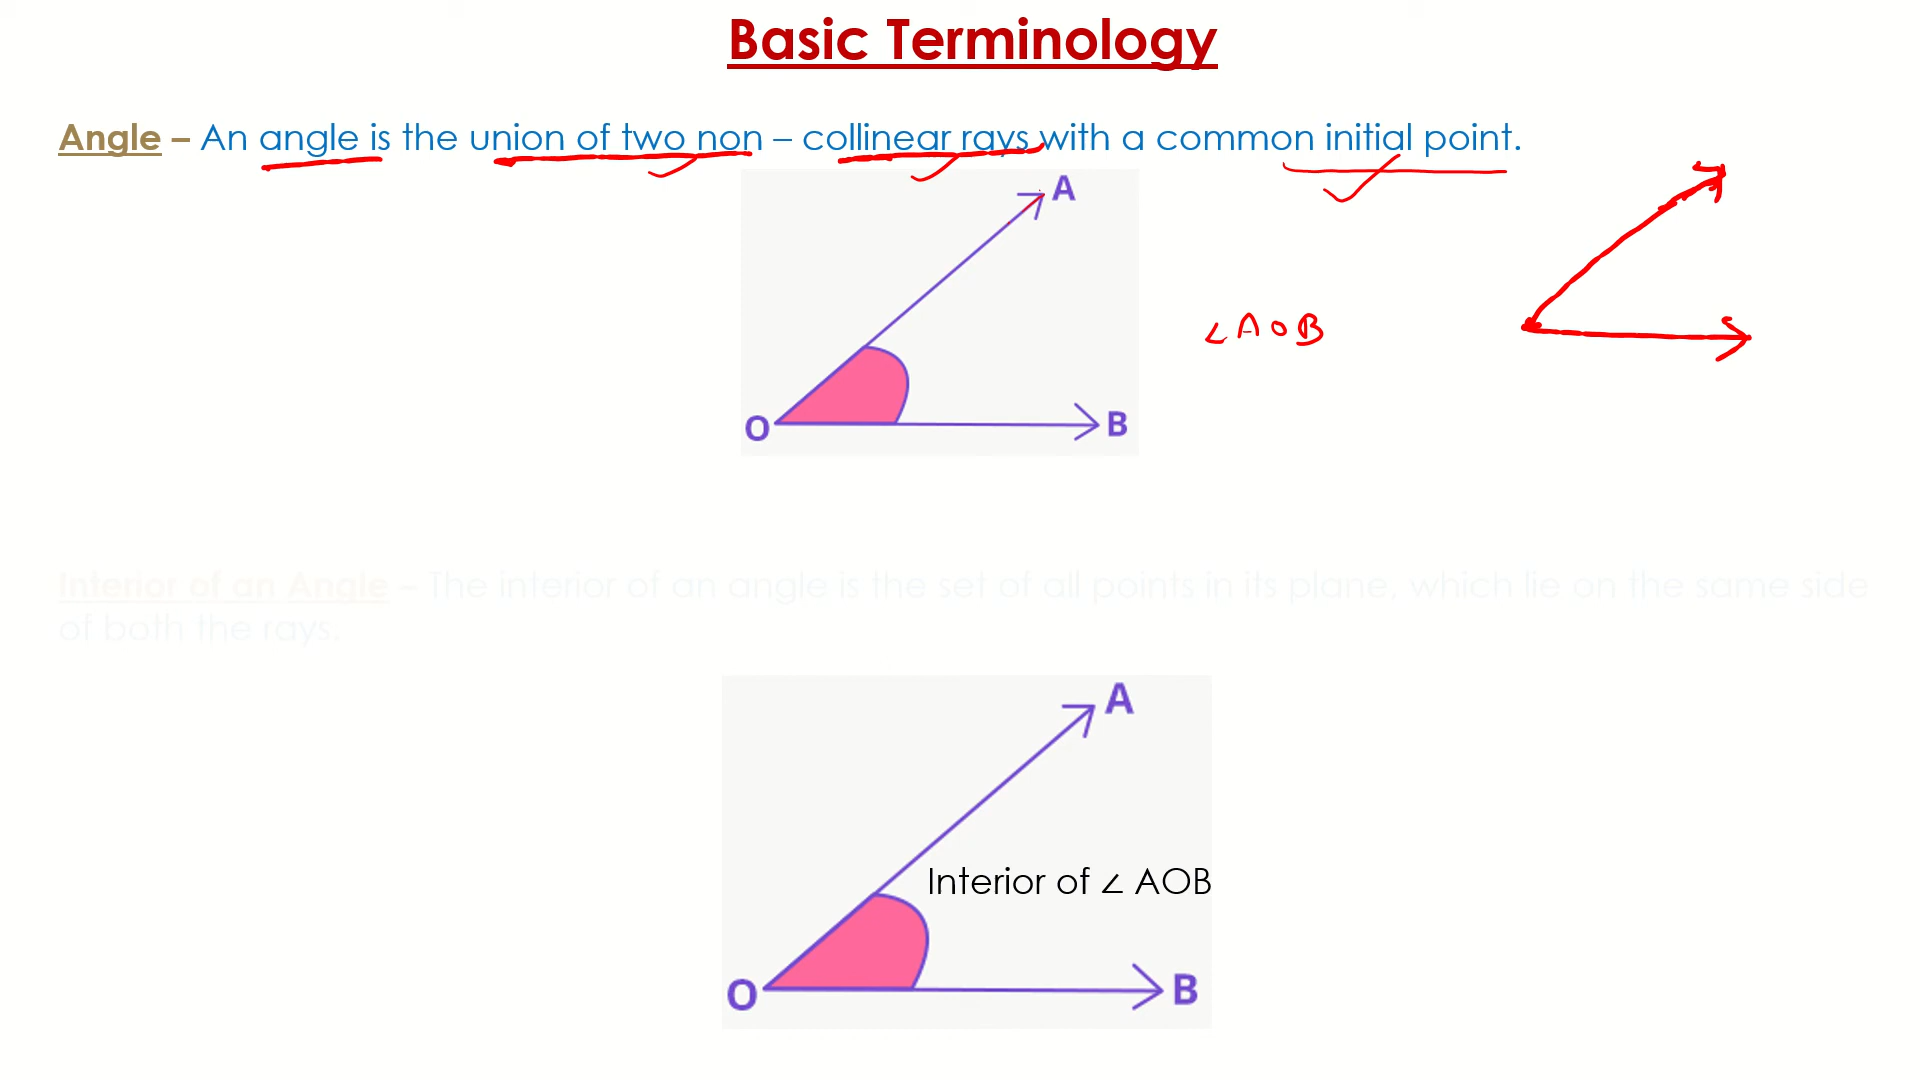 Basic Terminology
Angle – An angle is the union of two non – collinear rays with a common initial point.
A
O
B
∠AOB
Interior of an Angle – The interior of an angle is the set of all points in its plane, which lie on the same side
of both the rays.
A
Interior of ∠ AOB
O
B